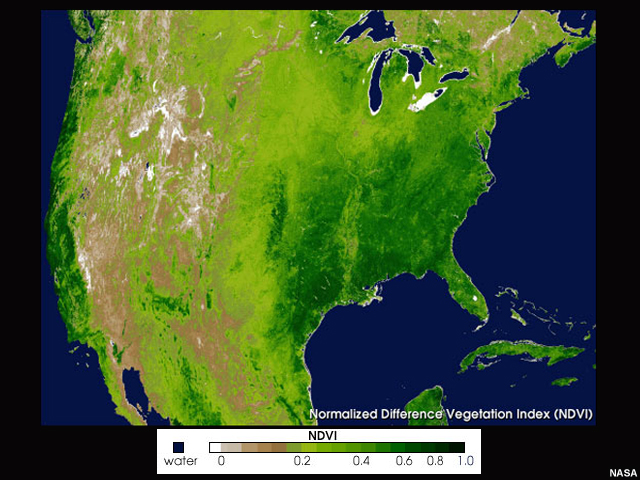 Normalized Difference Vegetation Index (NDVI)
NDVI
water 0 0.2 0.4 0.6 0.8 1.0
NASA